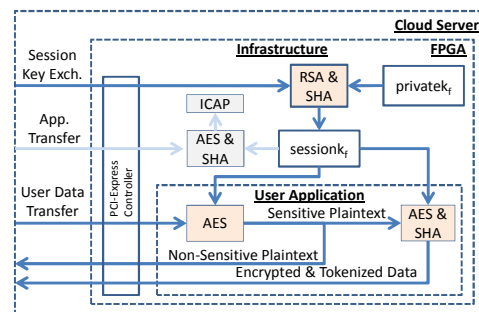 Cloud Server
Infrastructure
FPGA
Session
Key Exch.
RSA &
SHA
privatek_f
ICAP
App.
Transfer
AES &
SHA
sessionk_f
PCI-Express
Controller
User Application
User Data
Transfer
AES
Sensitive Plaintext
AES &
SHA
Non-Sensitive Plaintext
Encrypted & Tokenized Data